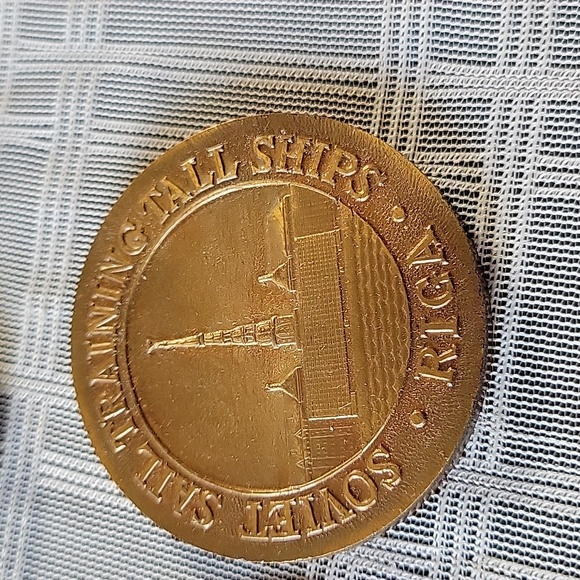 SOVIET SAIL TRAINING TALL SHIPS
• RIGA •